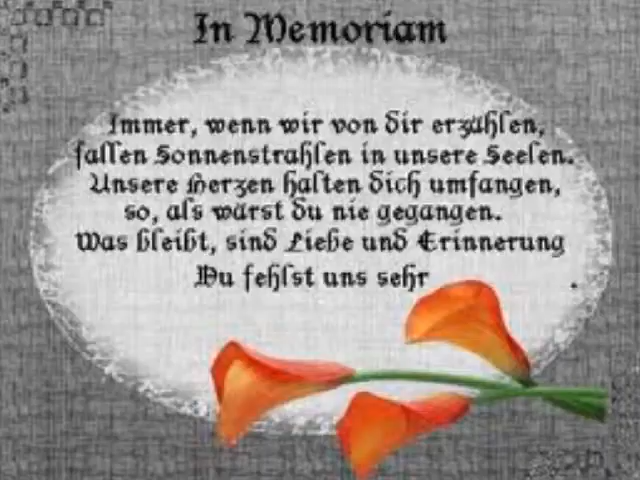 In Memoriam
Immer, wenn wir von dir erzählen,
fallen Sonnenstrahlen in unsere Seelen.
Unsere Herzen halten dich umfangen,
so, als wärst du nie gegangen.
Was bleibt, sind Liebe und Erinnerung
Du fehlst uns sehr .